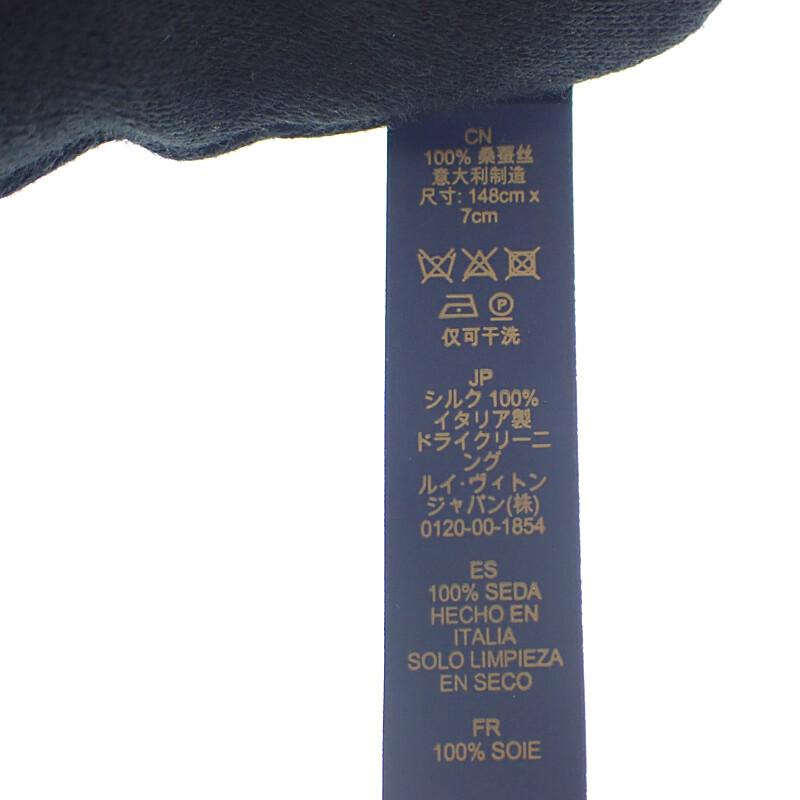 CN
100% 桑蚕丝
意大利制造
尺寸: 148cm x
7cm
P
仅可干洗
JP
シルク 100%
イタリア製
ドライクリーニ
ング
ルイ・ヴィトン
ジャパン(株)
0120-00-1854
ES
100% SEDA
HECHO EN
ITALIA
SOLO LIMPIEZA
EN SECO
FR
100% SOIE